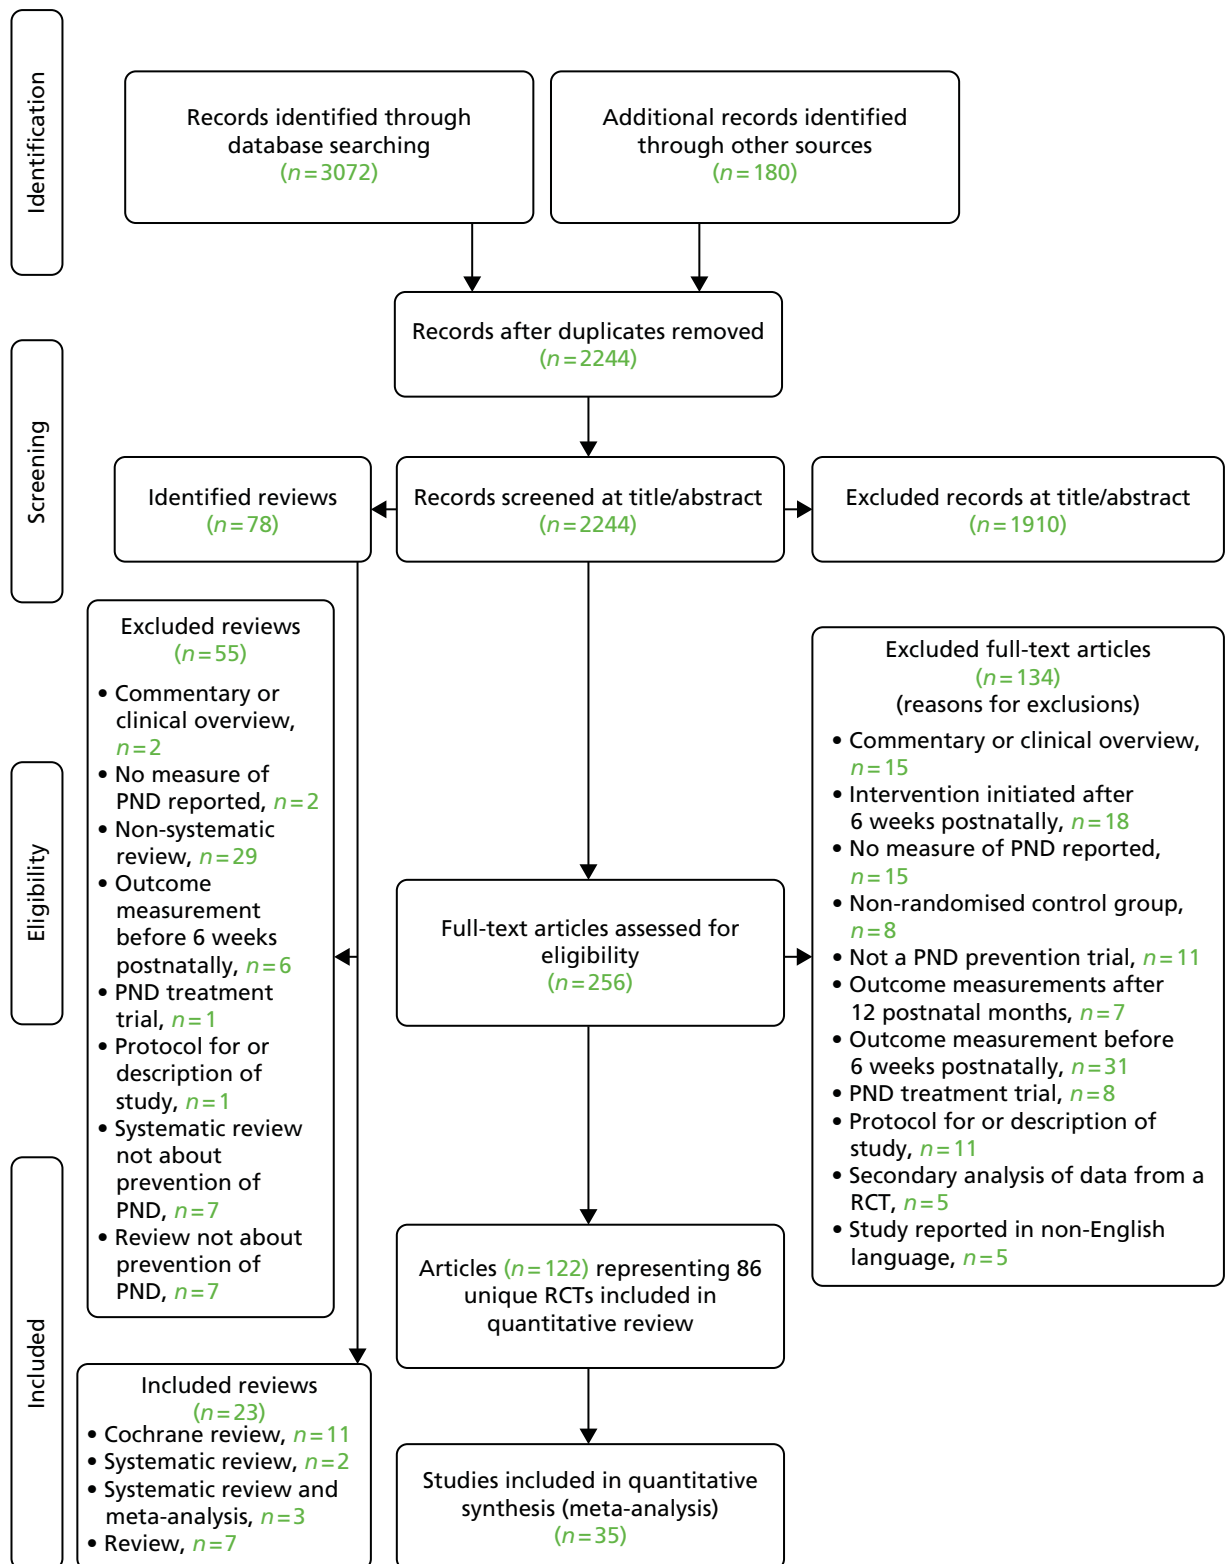 Identification
Records identified through
database searching
(n=3072)
Additional records identified
through other sources
(n=180)
Records after duplicates removed
(n=2244)
Screening
Identified reviews
(n=78)
Records screened at title/abstract
(n=2244)
Excluded records at title/abstract
(n=1910)
Eligibility
Excluded reviews
(n=55)
• Commentary or
clinical overview,
n=2
• No measure of
PND reported, n=2
• Non-systematic
review, n=29
• Outcome
measurement
before 6 weeks
postnatally, n=6
• PND treatment
trial, n=1
• Protocol for or
description of
study, n=1
• Systematic review
not about
prevention of
PND, n=7
• Review not about
prevention of
PND, n=7
Full-text articles assessed for
eligibility
(n=256)
Excluded full-text articles
(n=134)
(reasons for exclusions)
• Commentary or clinical overview,
n=15
• Intervention initiated after
6 weeks postnatally, n=18
• No measure of PND reported,
n=15
• Non-randomised control group,
n=8
• Not a PND prevention trial, n=11
• Outcome measurements after
12 postnatal months, n=7
• Outcome measurement before
6 weeks postnatally, n=31
• PND treatment trial, n=8
• Protocol for or description of
study, n=11
• Secondary analysis of data from a
RCT, n=5
• Study reported in non-English
language, n=5
Included
Articles (n=122) representing 86
unique RCTs included in
quantitative review
Included reviews
(n=23)
• Cochrane review, n=11
• Systematic review, n=2
• Systematic review and
meta-analysis, n=3
• Review, n=7
Studies included in quantitative
synthesis (meta-analysis)
(n=35)